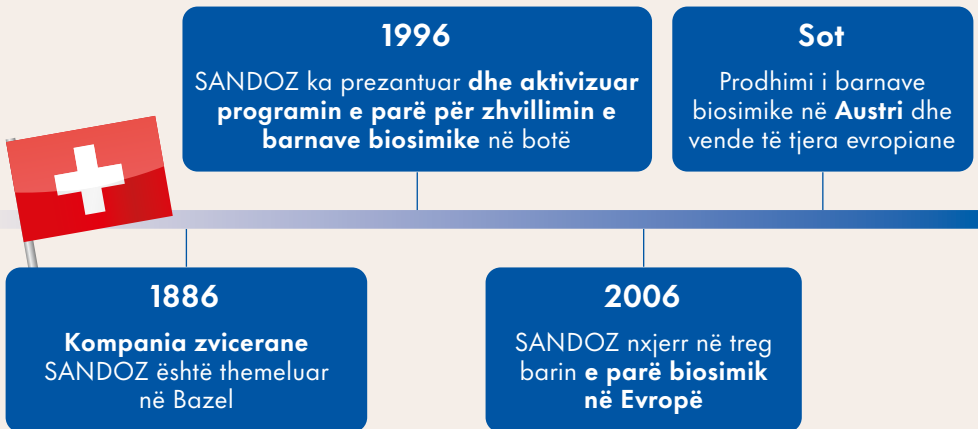 1996
SANDOZ ka prezantuar dhe aktivizuar
programin e parë për zhvillimin e
barnave biosimike në botë
Sot
Prodhimi i barnave
biosimike në Austri dhe
vende të tjera evropiane
1886
Kompania zvicerane
SANDOZ është themeluar
në Bazel
2006
SANDOZ nxjerr në treg
barin e parë biosimik
në Evropë